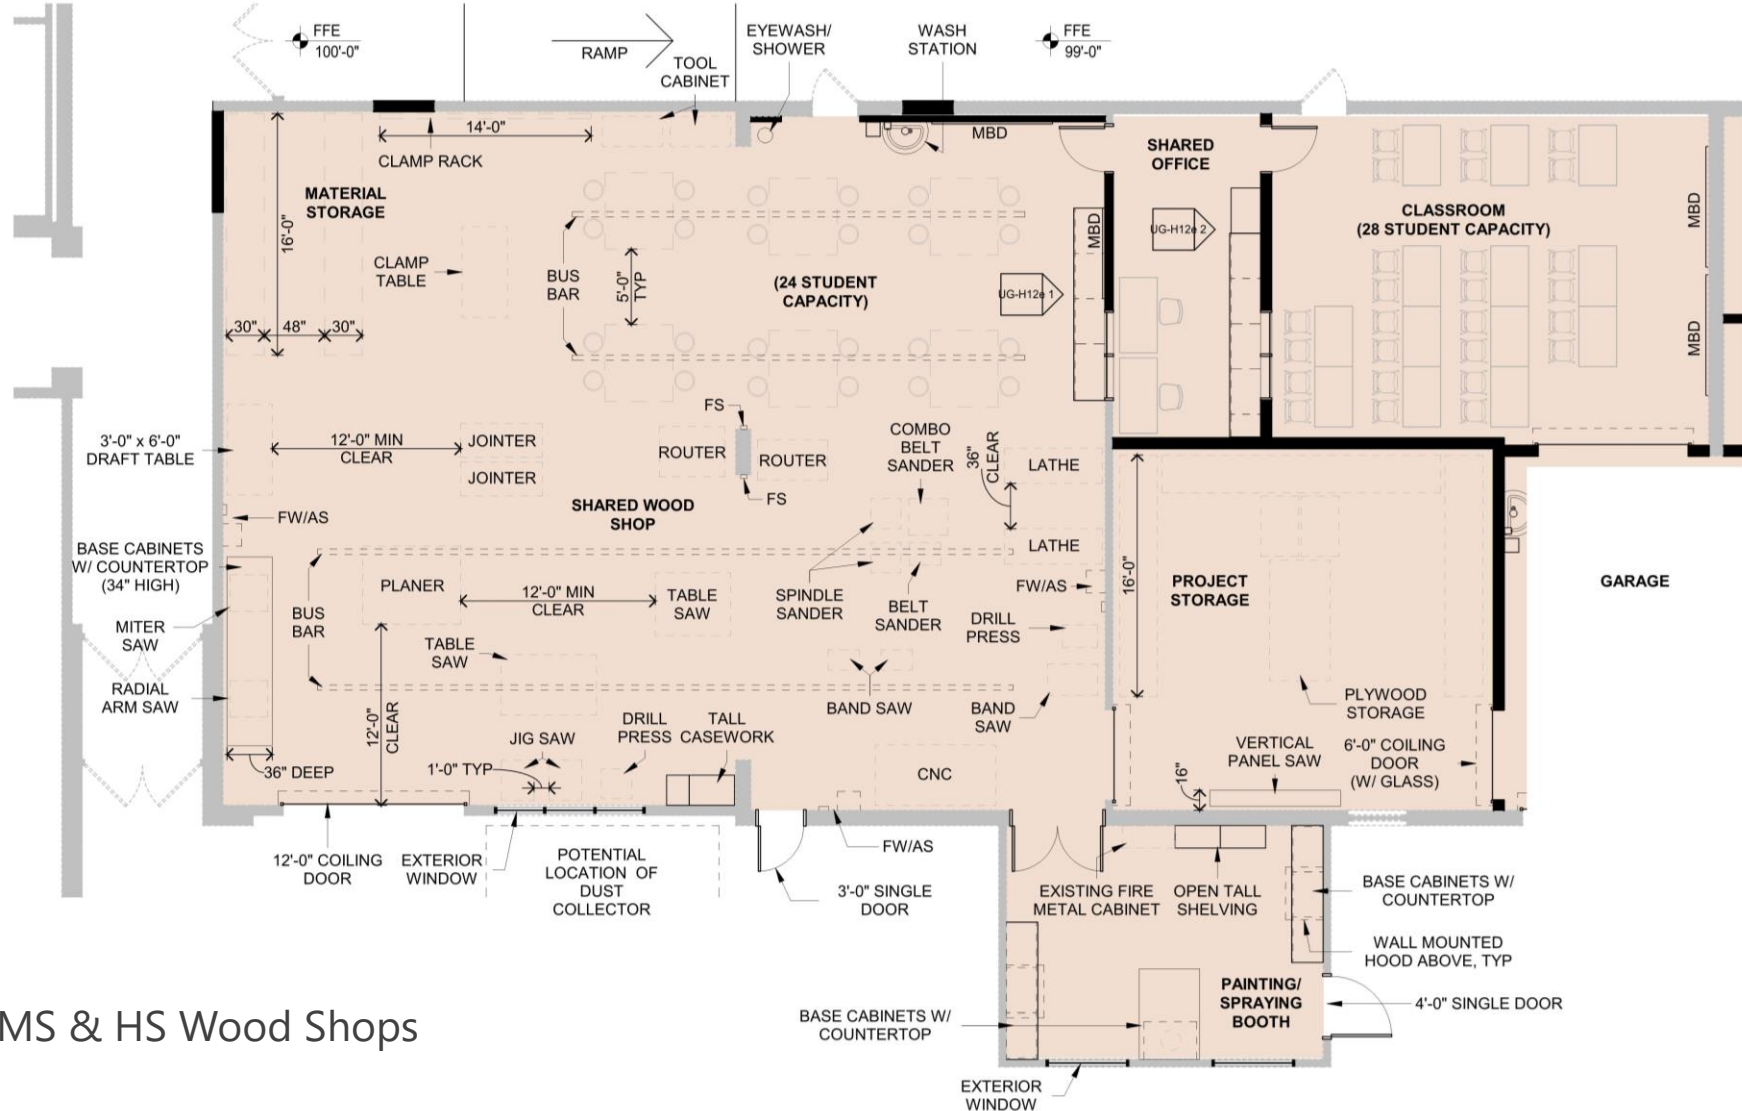 FFE
100'-0"
RAMP
TOOL
CABINET
EYEWASH/
SHOWER
WASH
STATION
FFE
99'-0"
14'-0"
CLAMP RACK
MBD
SHARED
OFFICE
MATERIAL
STORAGE
16'-0"
CLAMP
TABLE
BUS
BAR
5'-0"
TYP
(24 STUDENT
CAPACITY)
MBD
UG-H12e 1
UG-H12e 2
CLASSROOM
(28 STUDENT CAPACITY)
MBD
MBD
30"
48"
30"
3'-0" x 6'-0"
DRAFT TABLE
12'-0" MIN
CLEAR
JOINTER
JOINTER
FS
ROUTER
ROUTER
FS
COMBO
BELT
SANDER
36"
CLEAR
LATHE
LATHE
FW/AS
SHARED WOOD
SHOP
BASE CABINETS
W/ COUNTERTOP
(34" HIGH)
BUS
BAR
PLANER
12'-0" MIN
CLEAR
TABLE
SAW
SPINDLE
SANDER
BELT
SANDER
FW/AS
DRILL
PRESS
16'-0"
PROJECT
STORAGE
GARAGE
MITER
SAW
TABLE
SAW
RADIAL
ARM SAW
12'-0"
CLEAR
BAND SAW
BAND
SAW
PLYWOOD
STORAGE
JIG SAW
DRILL
PRESS
TALL
CASEWORK
1'-0" TYP
36" DEEP
CNC
16"
VERTICAL
PANEL SAW
6'-0" COILING
DOOR
(W/ GLASS)
12'-0" COILING
DOOR
EXTERIOR
WINDOW
POTENTIAL
LOCATION OF
DUST
COLLECTOR
FW/AS
3'-0" SINGLE
DOOR
EXISTING FIRE
METAL CABINET
OPEN TALL
SHELVING
BASE CABINETS W/
COUNTERTOP
WALL MOUNTED
HOOD ABOVE, TYP
PAINTING/
SPRAYING
BOOTH
4'-0" SINGLE DOOR
BASE CABINETS W/
COUNTERTOP
EXTERIOR
WINDOW
MS & HS Wood Shops